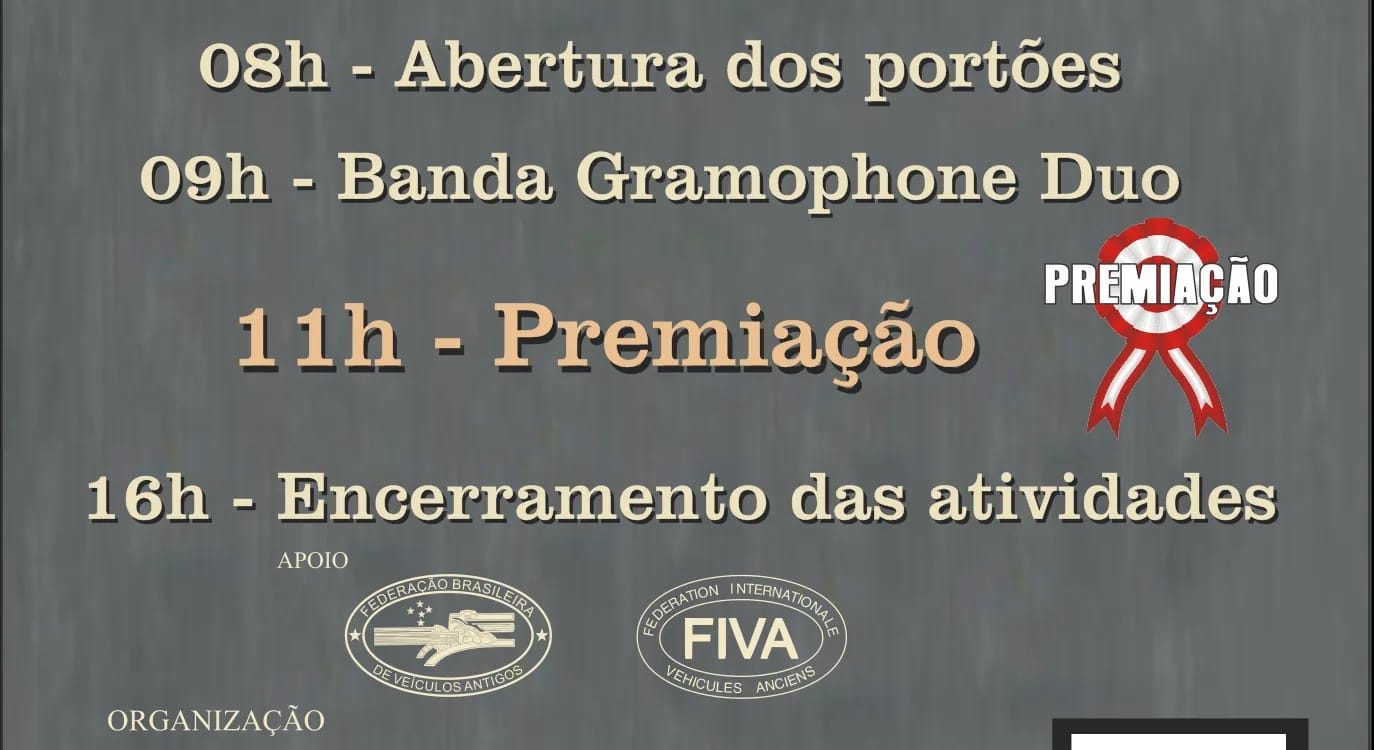 08h - Abertura dos portões
09h - Banda Gramophone Duo
PREMIAÇÃO
11h - Premiação
16h - Encerramento das atividades
APOIO
FEDERAÇÃO BRASILEIRA
DE VEÍCULOS ANTIGOS
FEDERATION INTERNATIONALE
FIVA
VEHICULES ANCIENS
ORGANIZAÇÃO